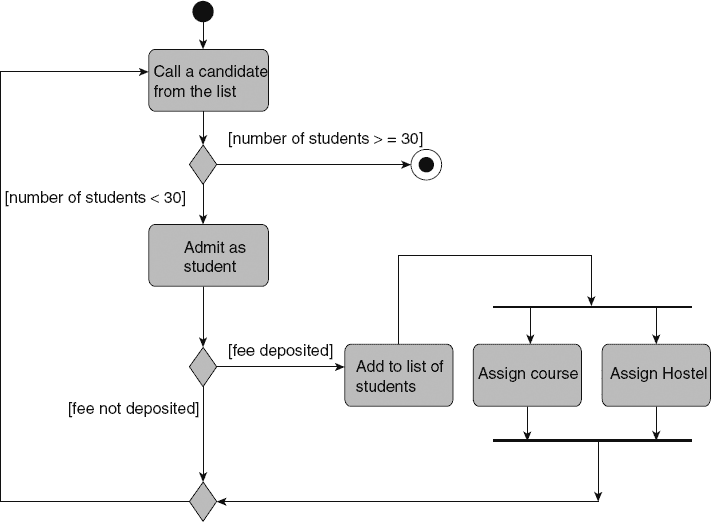 Call a candidate
from the list
[number of students > = 30]
[number of students < 30]
Admit as
student
[fee deposited]
Add to list of
students
Assign course
Assign Hostel
[fee not deposited]